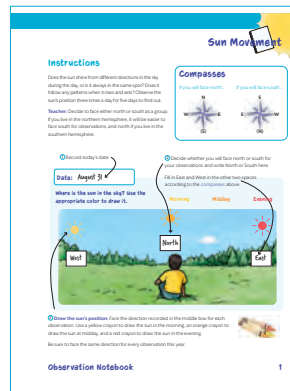 Sun Movement
Instructions
Does the sun shine from different directions in the sky
during the day, or is it always in the same spot? Does it
follow any patterns when it rises and sets? Observe the
sun's position three times a day for five days to find out.
Teacher: Decide to face either north or south as a group.
If you live in the northern hemisphere, it will be easier to
face south for observations, and north if you live in the
southern hemisphere.
Compasses
If you will face north...
If you will face south...
N
W
E
(S)
S
E
W
(N)
Record today's date.
Decide whether you will face north or south for
your observations and write North or South here.
Date: August 31
Fill in East and West in the other two spaces
according to the compasses above.
Where is the sun in the sky? Use the
appropriate color to draw it.
Morning
Midday
Evening
North
West
East
Draw the sun's position: Face the direction recorded in the middle box for each
observation. Use a yellow crayon to draw the sun in the morning, an orange crayon to
draw the sun at midday, and a red crayon to draw the sun in the evening.
Be sure to face the same direction for every observation this year.
Observation Notebook
1